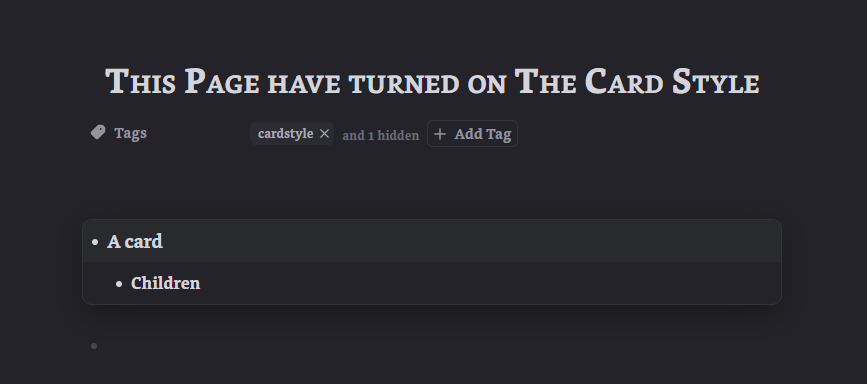 This Page have turned on The Card Style
Tags cardstyle × and 1 hidden + Add Tag
• A card
• Children